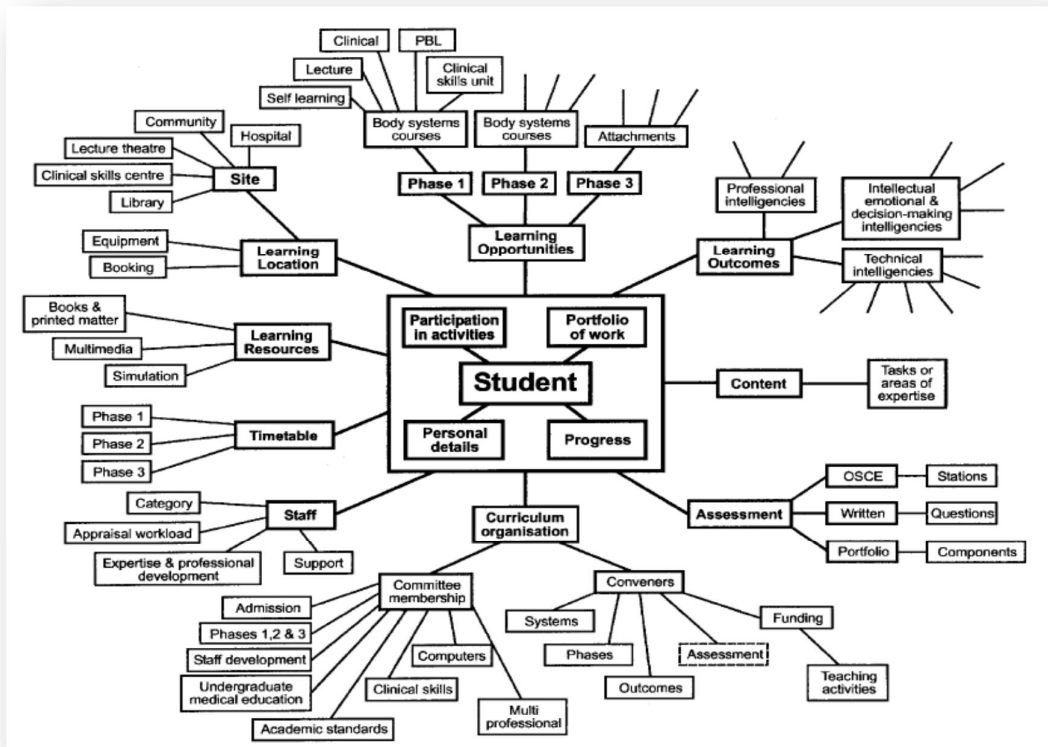 Clinical
PBL
Lecture
Clinical
skills unit
Self learning
Body systems
courses
Body systems
courses
Attachments
Phase 1
Phase 2
Phase 3
Learning
Opportunities
Community
Hospital
Lecture theatre
Clinical skills centre
Site
Library
Equipment
Booking
Learning
Location
Professional
intelligencies
Intellectual
emotional &
decision-making
intelligencies
Learning
Outcomes
Technical
intelligencies
Books &
printed matter
Multimedia
Simulation
Learning
Resources
Participation
in activities
Portfolio
of work
Student
Personal
details
Progress
Content
Tasks or
areas of
expertise
Phase 1
Phase 2
Phase 3
Timetable
Category
Appraisal workload
Expertise & professional
development
Support
Staff
Curriculum
organisation
Assessment
OSCE
Stations
Written
Questions
Portfolio
Components
Committee
membership
Admission
Phases 1,2 & 3
Staff development
Undergraduate
medical education
Academic standards
Clinical skills
Computers
Multi
professional
Conveners
Systems
Phases
Outcomes
Assessment
Funding
Teaching
activities